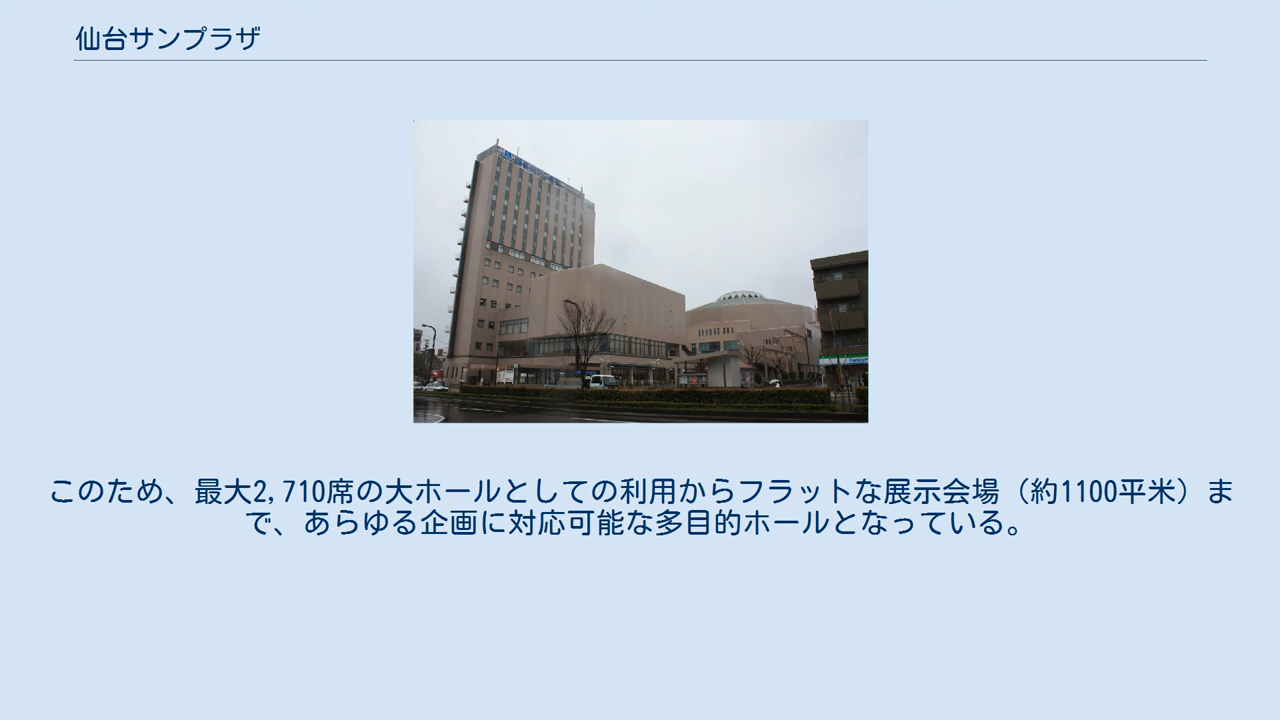 仙台サンプラザ
このため、最大2,710席の大ホールとしての利用からフラットな展示会場（約1100平米）ま
で、あらゆる企画に対応可能な多目的ホールとなっている。